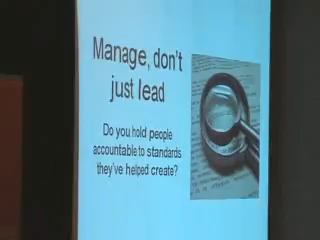 Manage, don't
just lead
Do you hold people
accountable to standards
they've helped create?